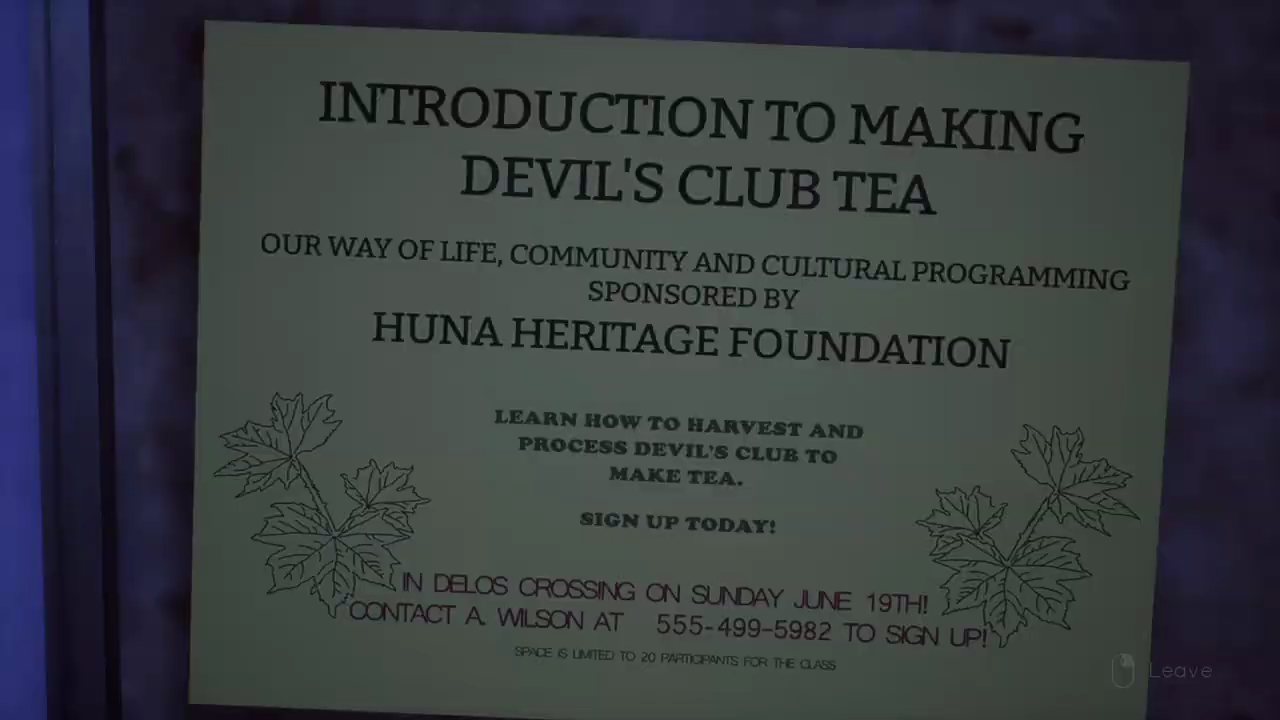 INTRODUCTION TO MAKING
DEVIL'S CLUB TEA
OUR WAY OF LIFE, COMMUNITY AND CULTURAL PROGRAMMING
SPONSORED BY
HUNA HERITAGE FOUNDATION
LEARN HOW TO HARVEST AND
PROCESS DEVIL'S CLUB TO
MAKE TEA.
SIGN UP TODAY!
IN DELOS CROSSING ON SUNDAY JUNE 19TH!
CONTACT A. WILSON AT 555-499-5982 TO SIGN UP!
SPACE IS LIMITED TO 20 PARTICIPANTS FOR THE CLASS
Leave